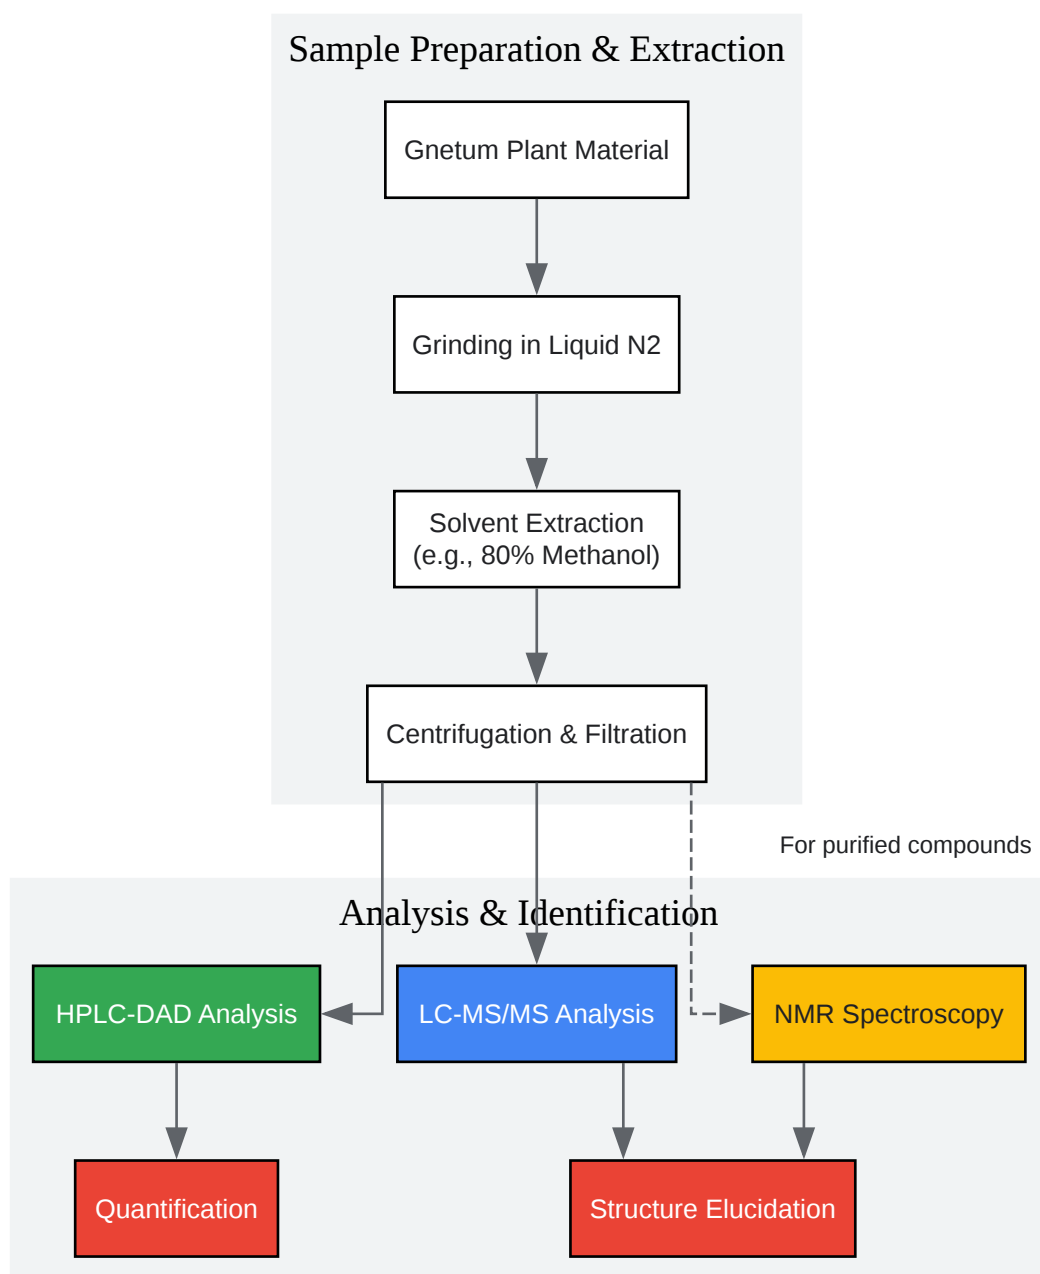 Sample Preparation & Extraction
Gnetum Plant Material
Grinding in Liquid N2
Solvent Extraction
(e.g., 80% Methanol)
Centrifugation & Filtration
For purified compounds
Analysis & Identification
HPLC-DAD Analysis
LC-MS/MS Analysis
NMR Spectroscopy
Quantification
Structure Elucidation